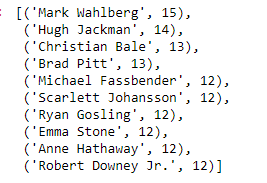 [('Mark Wahlberg', 15),
('Hugh Jackman', 14),
('Christian Bale', 13),
('Brad Pitt', 13),
('Michael Fassbender', 12),
('Scarlett Johansson', 12),
('Ryan Gosling', 12),
('Emma Stone', 12),
('Anne Hathaway', 12),
('Robert Downey Jr.', 12)]